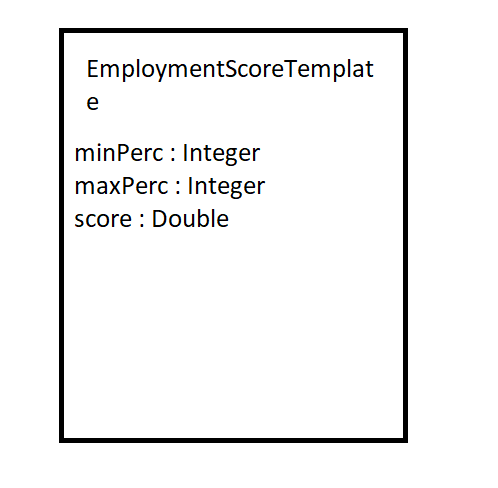 EmploymentScoreTemplat
e
minPerc : Integer
maxPerc : Integer
score : Double